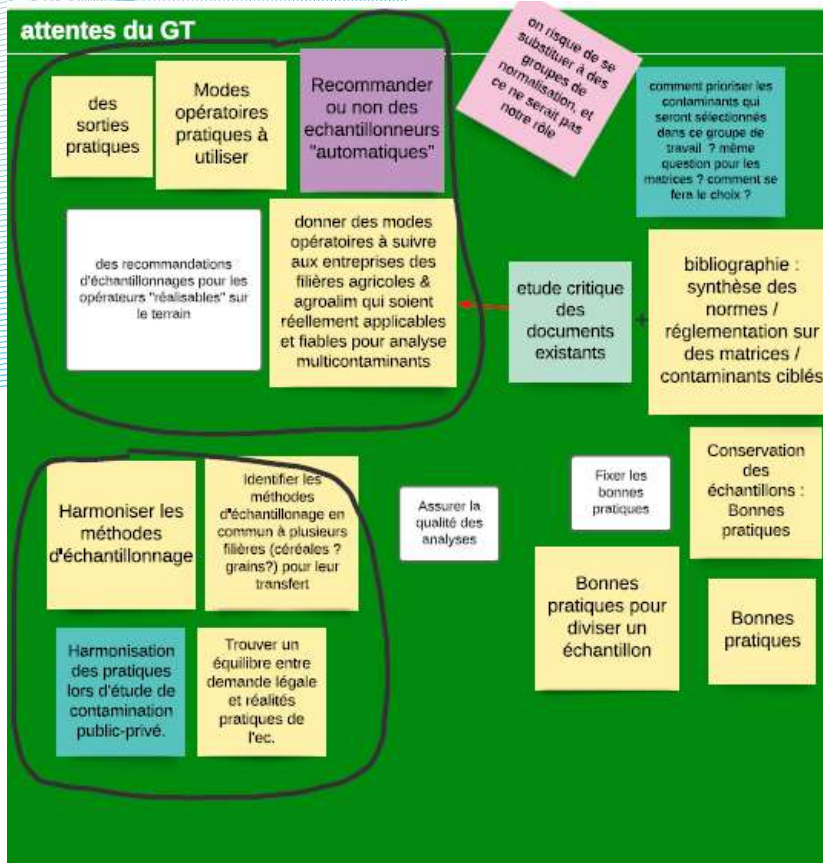 attentes du GT
des
sorties
pratiques
Modes
opératoires
pratiques à
utiliser
Recommander
ou non des
echantillonneurs
"automatiques"
on risque de se
substituer à des
groupes de
normalisation, et
ce ne serait pas
notre rôle
comment prioriser les
contaminants qui
seront sélectionnés
dans ce groupe de
travail ? même
question pour les
matrices ? comment se
fera le choix ?
des recommandations
d'échantillonnages pour les
opérateurs "réalisables" sur
le terrain
donner des modes
opératoires à suivre
aux entreprises des
filières agricoles &
agroalim qui soient
réellement applicables
et fiables pour analyse
multicontaminants
etude critique
des
documents
existants
+
bibliographie :
synthèse des
normes /
réglementation sur
des matrices /
contaminants ciblés
Harmoniser les
méthodes
d'échantillonnage
Identifier les
méthodes
d'échantillonage en
commun à plusieurs
filières (céréales ?
grains?) pour leur
transfert
Assurer la
qualité des
analyses
Fixer les
bonnes
pratiques
Conservation
des
échantillons :
Bonnes
pratiques
Harmonisation
des pratiques
lors d'étude de
contamination
public-privé.
Trouver un
équilibre entre
demande légale
et réalités
pratiques de
l'ec.
Bonnes
pratiques pour
diviser un
échantillon
Bonnes
pratiques